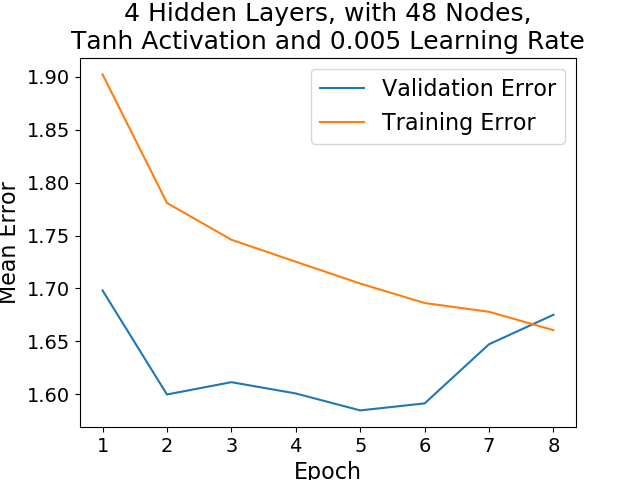 4 Hidden Layers, with 48 Nodes,
Tanh Activation and 0.005 Learning Rate
Validation Error
Training Error
1.90
1.85
1.80
1.75
1.70
1.65
1.60
Mean Error
1 2 3 4 5 6 7 8
Epoch